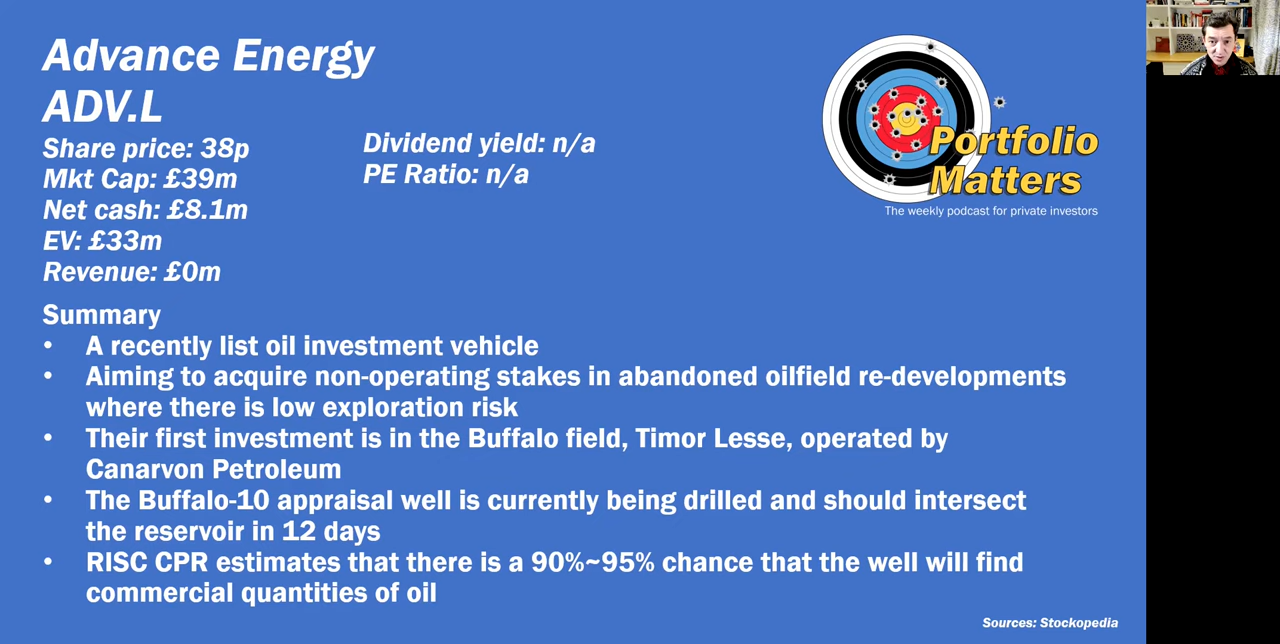 Advance Energy
ADV.L
Share price: 38p
Mkt Cap: £39m
Net cash: £8.1m
EV: £33m
Revenue: £0m
Dividend yield: n/a
PE Ratio: n/a
Portfolio
Matters
The weekly podcast for private investors
Summary
• A recently list oil investment vehicle
• Aiming to acquire non-operating stakes in abandoned oilfield re-developments
where there is low exploration risk
• Their first investment is in the Buffalo field, Timor Lesse, operated by
Canarvon Petroleum
• The Buffalo-10 appraisal well is currently being drilled and should intersect
the reservoir in 12 days
• RISC CPR estimates that there is a 90%~95% chance that the well will find
commercial quantities of oil
Sources: Stockopedia